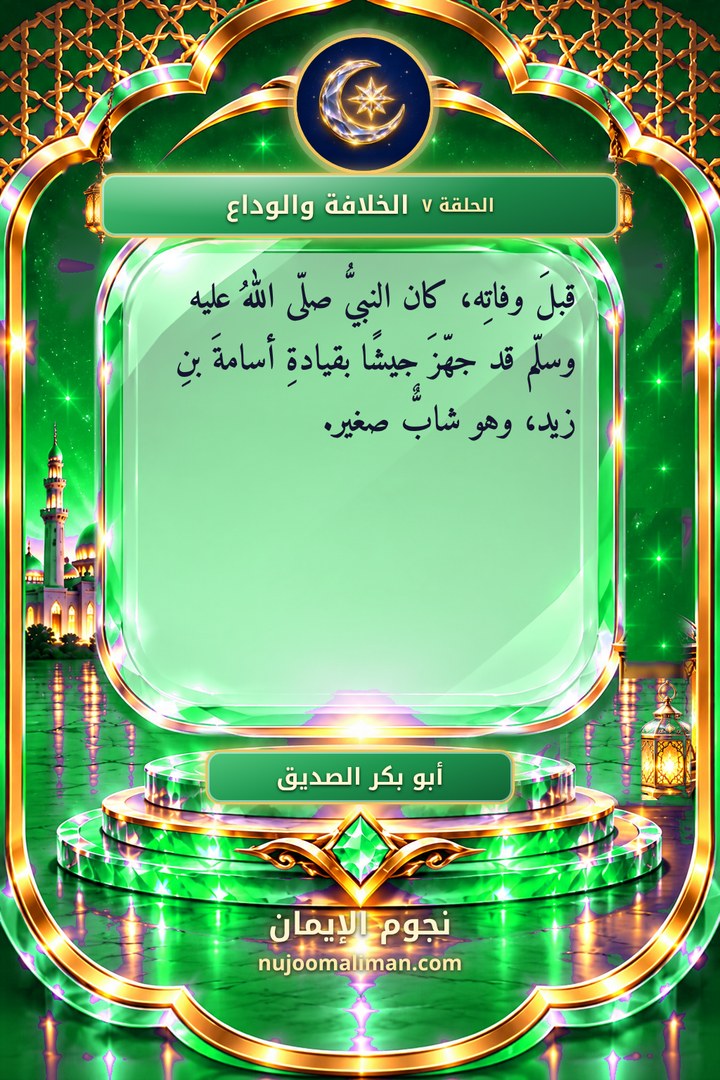 الحلقة ٧ الخلافة والوداع
قبلَ وفاتِه، كان النبيُّ صلّى اللهُ عليه
وسلّم قد جهّزَ جيشًا بقيادةِ أسامةَ بنِ
زيد، وهو شابٌّ صغير.
أبو بكر الصديق
نجوم الإيمان
nujoomaliman.com